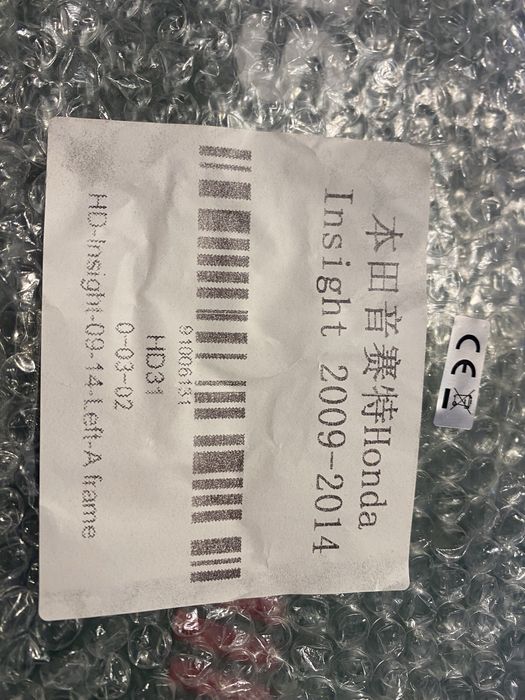 本田音赛特Honda
Insight 2009-2014
91006131
HD31
0-03-02
HD-Insight-09-14-Left-A frame
CE